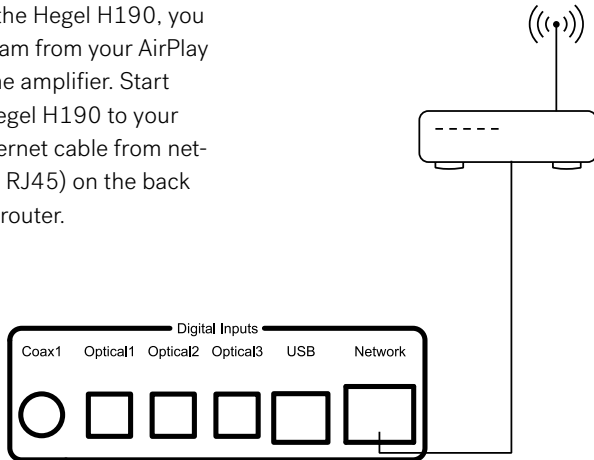 the Hegel H190, you
am from your AirPlay
e amplifier. Start
egel H190 to your
ernet cable from net-
RJ45) on the back
router.
Digital Inputs
Coax1 Optical1 Optical2 Optical3 USB Network